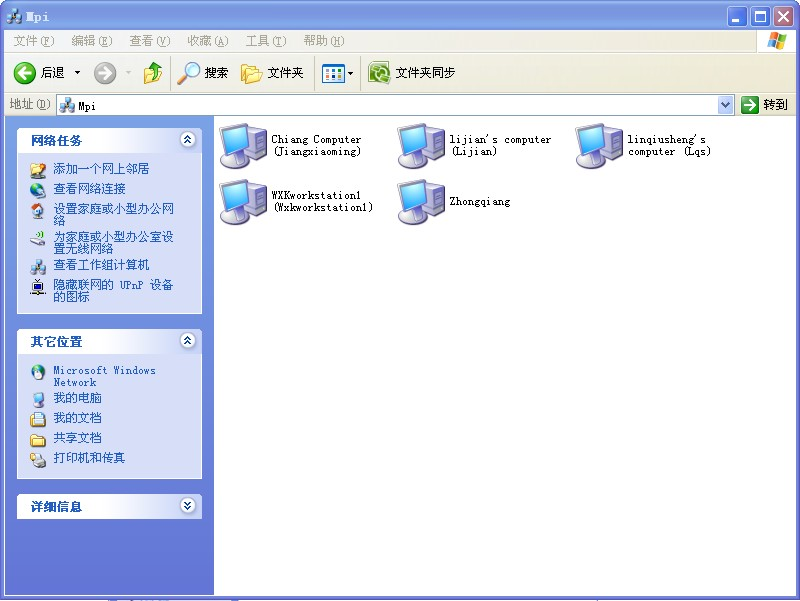 Mpi
文件(F) 编辑(E) 查看(V) 收藏(A) 工具(T) 帮助(H)
后退 搜索 文件夹 文件夹同步
地址(D) Mpi 转到
网络任务
添加一个网上邻居
查看网络连接
设置家庭或小型办公网
络
为家庭或小型办公室设
置无线网络
查看工作组计算机
隐藏联网的 UPnP 设备
的图标
其它位置
Microsoft Windows
Network
我的电脑
我的文档
共享文档
打印机和传真
详细信息
Chiang Computer
(Jiangxiaoming)
lijian's computer
(Lijian)
linqiusheng's
computer (Lqs)
WXKworkstation1
(Wxkworkstation1)
Zhongqiang